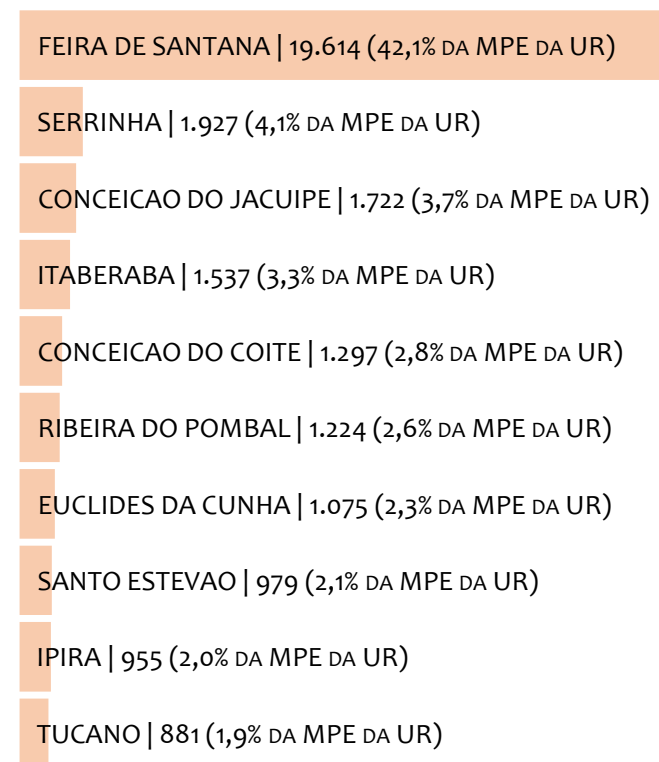 FEIRA DE SANTANA | 19.614 (42,1% DA MPE DA UR)
SERRINHA | 1.927 (4,1% DA MPE DA UR)
CONCEICAO DO JACUIPE | 1.722 (3,7% DA MPE DA UR)
ITABERABA | 1.537 (3,3% DA MPE DA UR)
CONCEICAO DO COITE | 1.297 (2,8% DA MPE DA UR)
RIBEIRA DO POMBAL | 1.224 (2,6% DA MPE DA UR)
EUCLIDES DA CUNHA | 1.075 (2,3% DA MPE DA UR)
SANTO ESTEVAO | 979 (2,1% DA MPE DA UR)
IPIRA | 955 (2,0% DA MPE DA UR)
TUCANO | 881 (1,9% DA MPE DA UR)